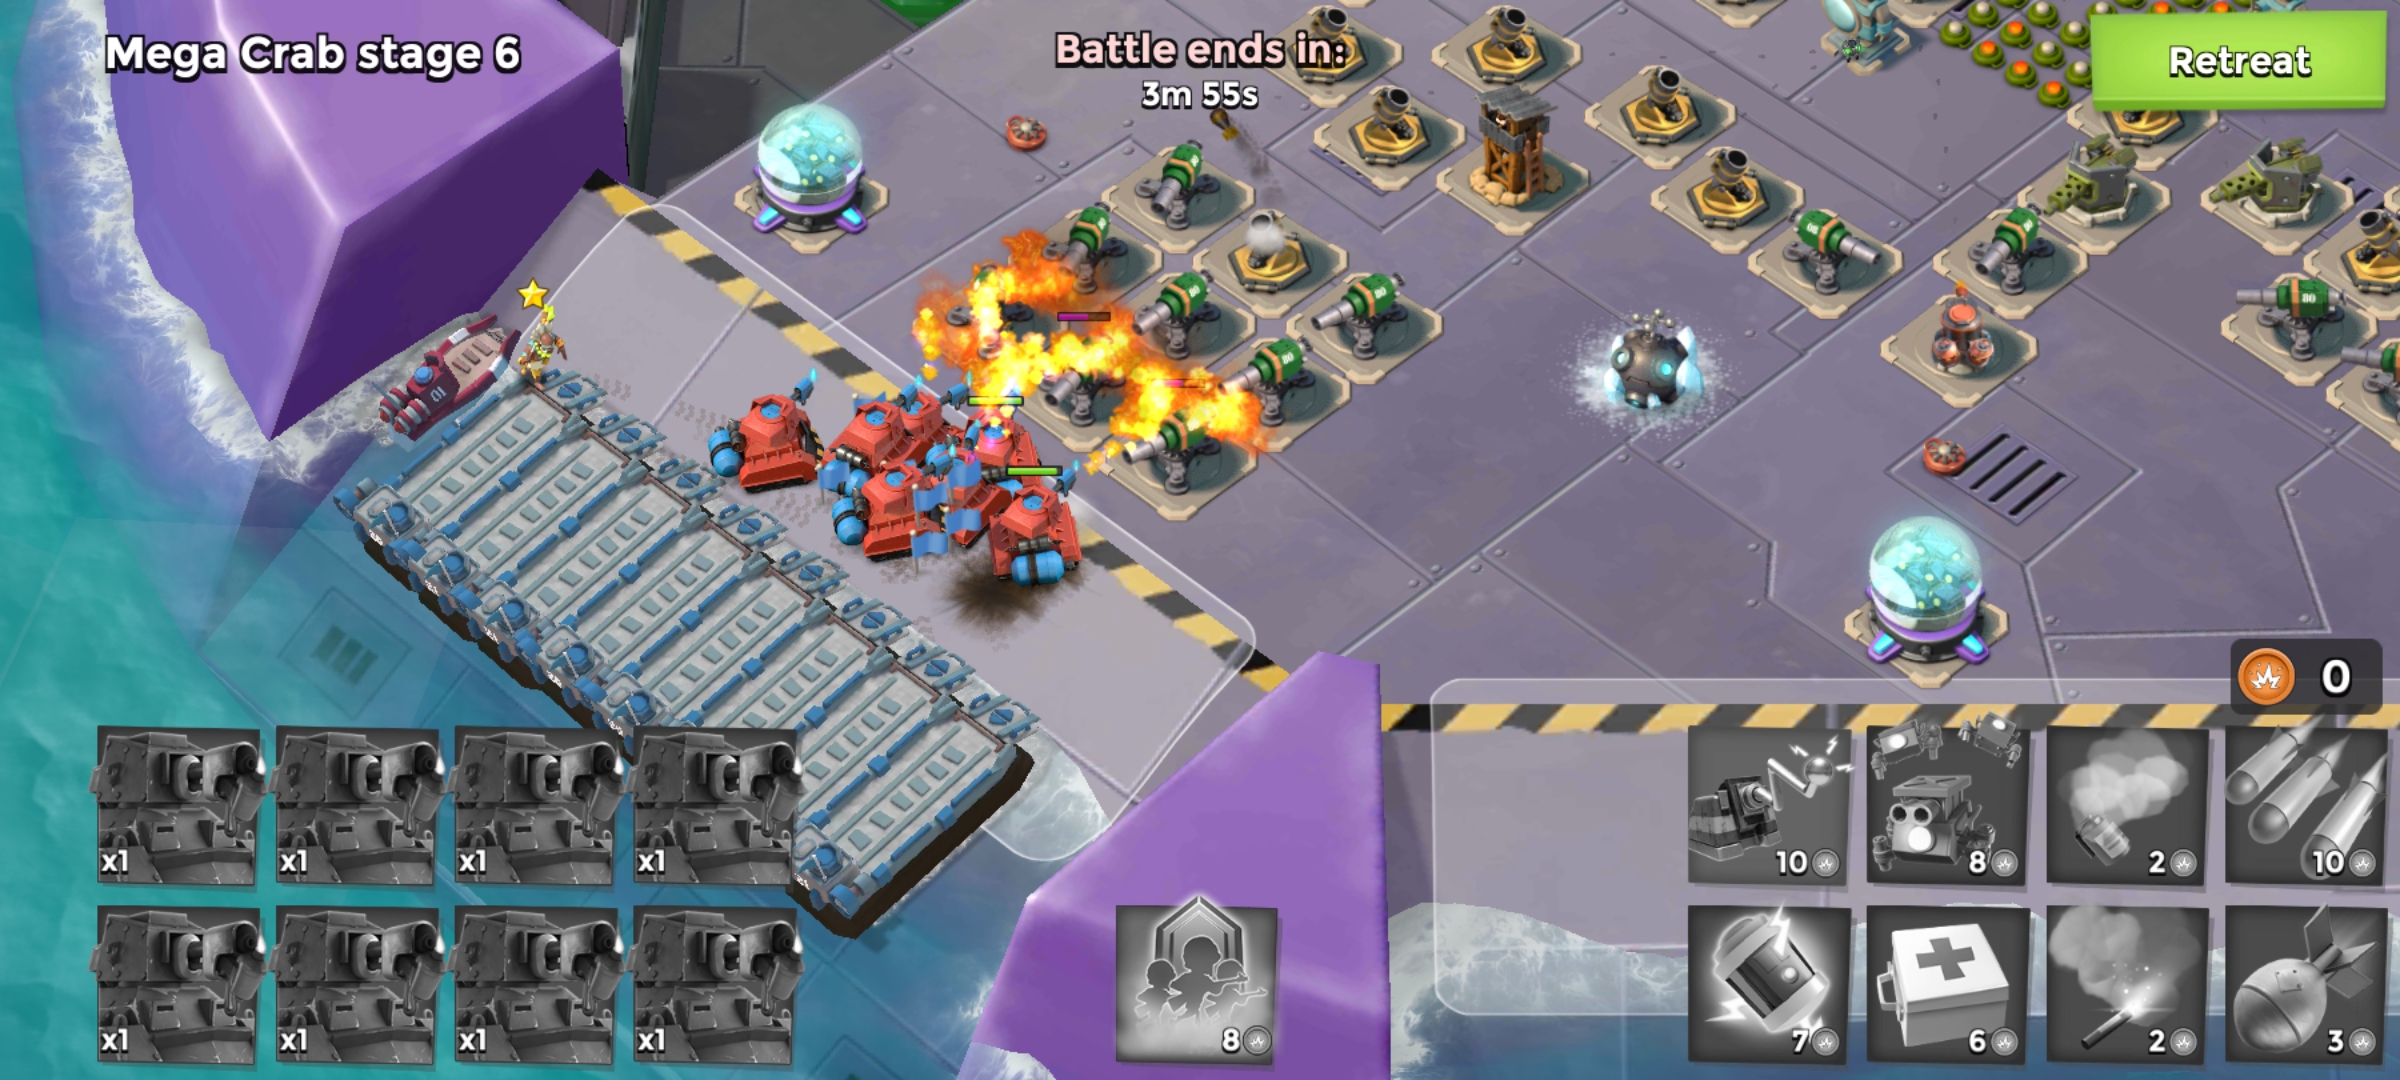 Mega Crab stage 6
Battle ends in:
3m 55s
Retreat
0
x1
x1
x1
x1
10
8
2
10
x1
x1
x1
x1
8
7
6
2
3